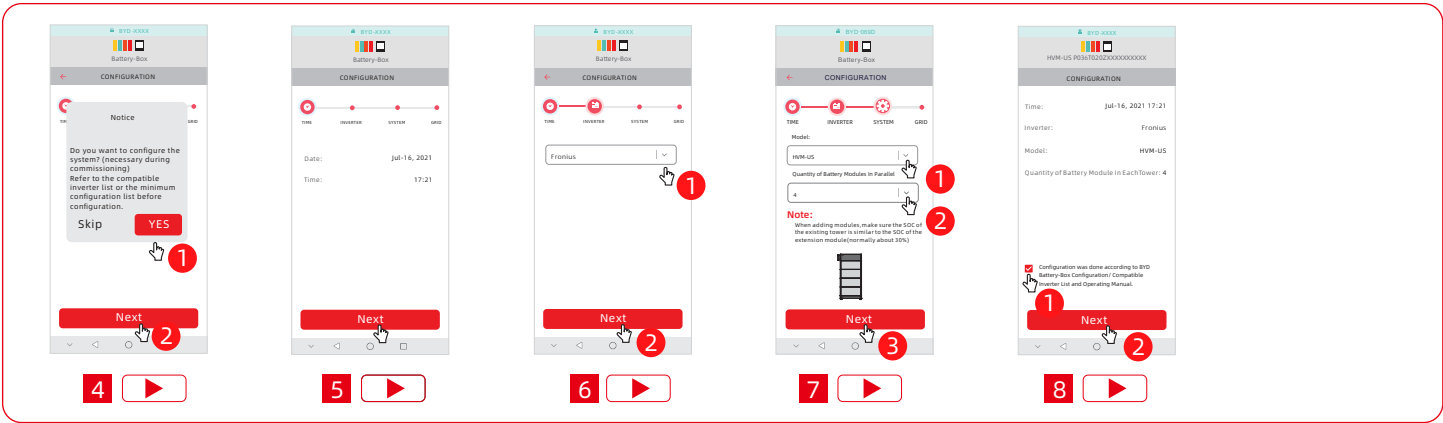 BYD-XXXX
Battery-Box
CONFIGURATION
GRID
Notice
Do you want to configure the
system? (necessary during
commissioning)
Refer to the compatible
inverter list or the minimum
configuration list before
configuration.
Skip
YES
1
Next
2
4
BYD-XXXX
Battery-Box
CONFIGURATION
TIME INVERTER SYSTEM GRID
Date: Jul-16, 2021
Time: 17:21
Next
5
BYD-XXXX
Battery-Box
CONFIGURATION
TIME INVERTER SYSTEM GRID
Fronius
1
Next
2
6
Battery-Box
CONFIGURATION
TIME INVERTER SYSTEM GRID
Model:
HVM-US
1
Quantity of Battery Modules In Parallel
4
2
Note:
When adding modules,make sure the SOC of
the existing tower is similar to the SOC of the
extension module(normally about 30%)
Next
3
7
BYD-XXXX
HVM-US P036T020ZXXXXXXXXXX
CONFIGURATION
Time: Jul-16, 2021 17:21
Inverter: Fronius
Model: HVM-US
Quantity of Battery Module In EachTower: 4
Configuration was done according to BYD
Battery-Box Configuration/ Compatible
Inverter List and Operating Manual.
1
Next
2
8